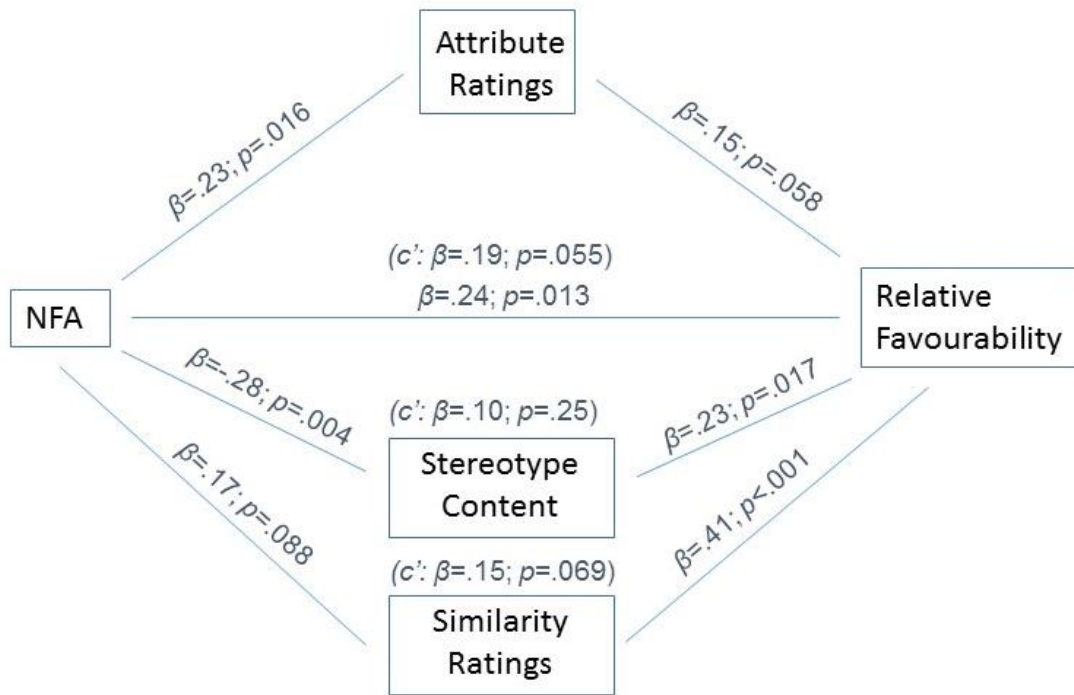 Attribute
Ratings
β=.23; p=.016
β=.15; p=.058
(c’: β=.19; p=.055)
β=.24; p=.013
NFA
Relative
Favourability
β=-.28; p=.004
(c’: β=.10; p=.25)
β=.23; p=.017
Stereotype
Content
β=.17; p=.088
β=.41; p<.001
(c’: β=.15; p=.069)
Similarity
Ratings